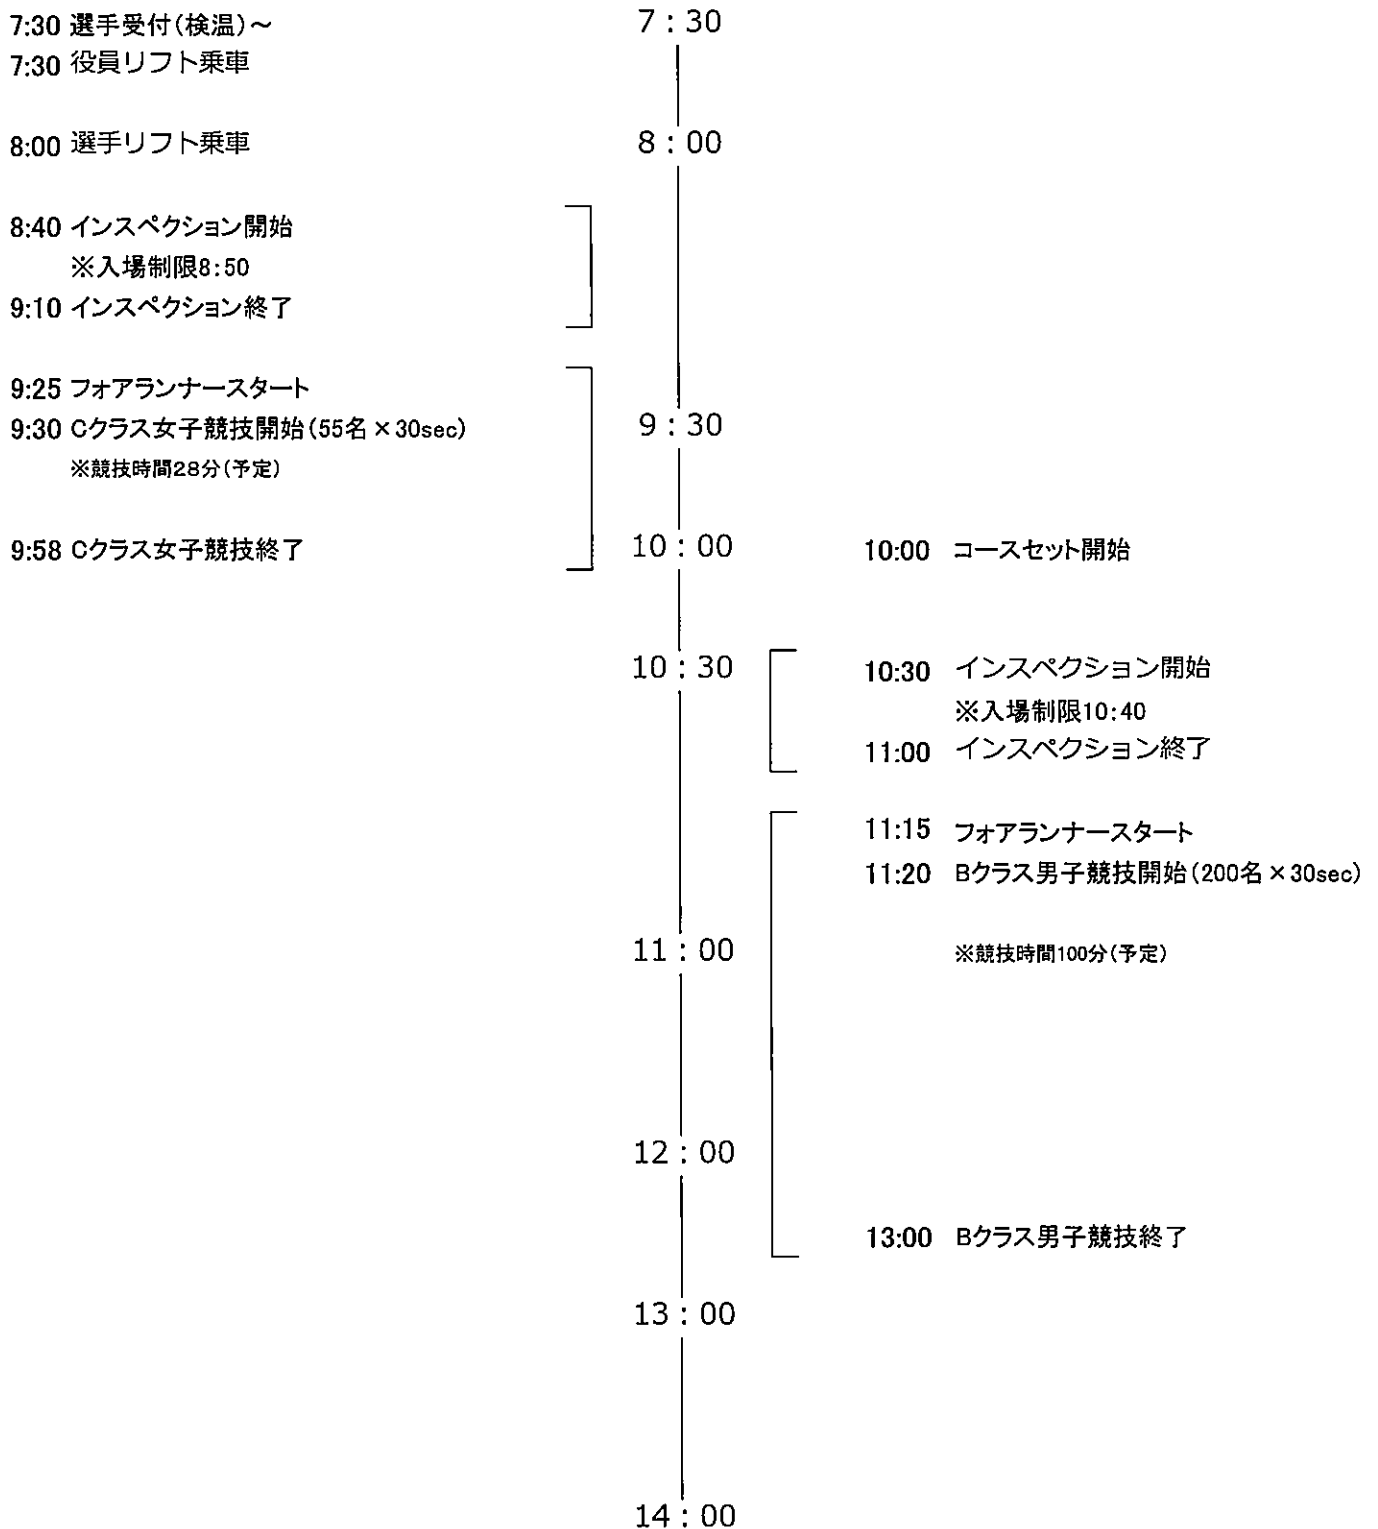 7:30 選手受付(検温)～
7:30 役員リフト乗車
8:00 選手リフト乗車
8:40 インスペクション開始
※入場制限8:50
9:10 インスペクション終了
9:25 フォアランナースタート
9:30 Cクラス女子競技開始(55名×30sec)
※競技時間28分(予定)
9:58 Cクラス女子競技終了
7:30
8:00
9:30
10:00
10:30
11:00
12:00
13:00
14:00
10:00 コースセット開始
10:30 インスペクション開始
※入場制限10:40
11:00 インスペクション終了
11:15 フォアランナースタート
11:20 Bクラス男子競技開始(200名×30sec)
※競技時間100分(予定)
13:00 Bクラス男子競技終了